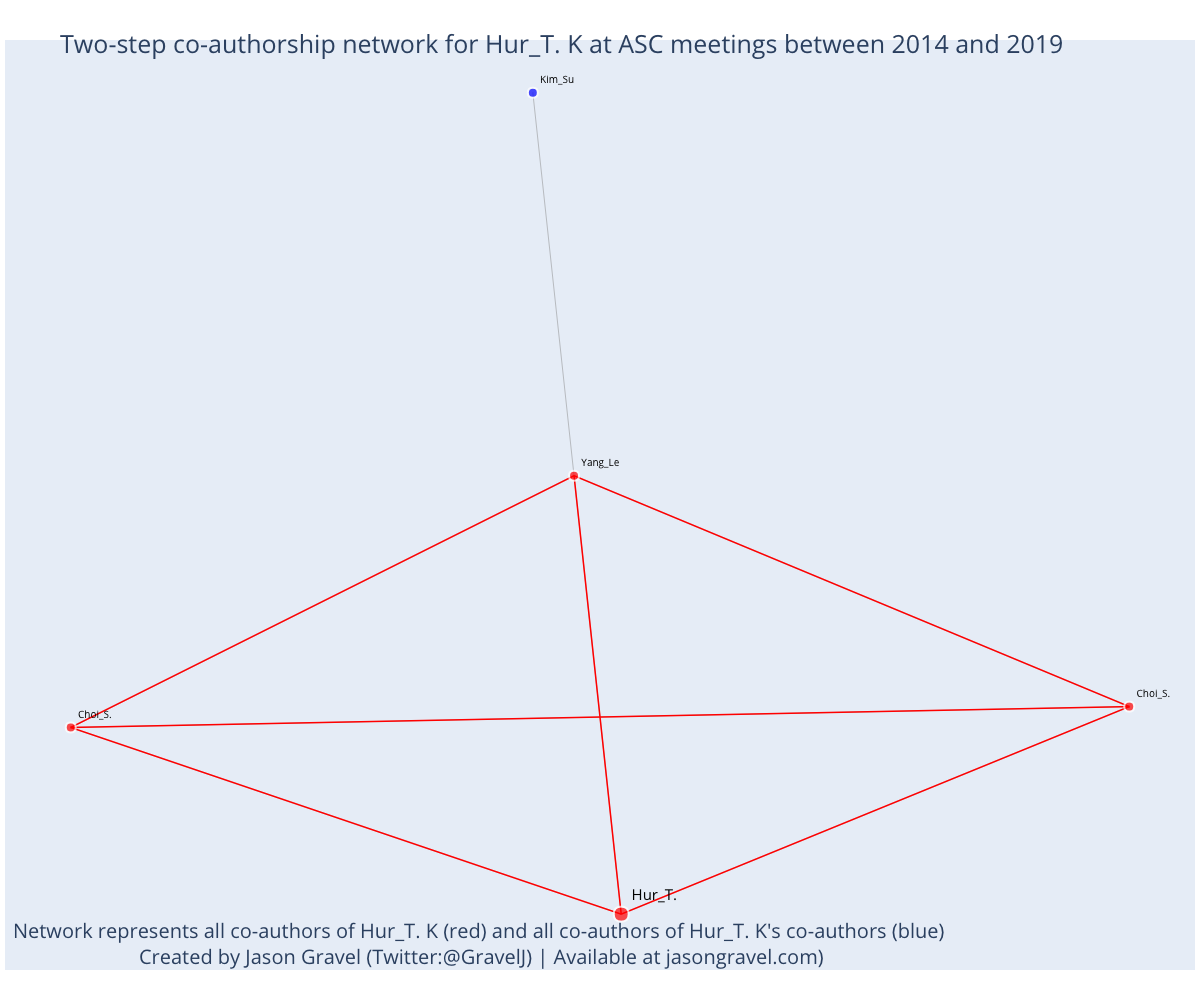 Two-step co-authorship network for Hur_T. K at ASC meetings between 2014 and 2019
Kim_Su
Yang_Le
Choi_S.
Choi_S.
Hur_T.
Network represents all co-authors of Hur_T. K (red) and all co-authors of Hur_T. K's co-authors (blue)
Created by Jason Gravel (Twitter:@GravelJ) | Available at jasongravel.com)